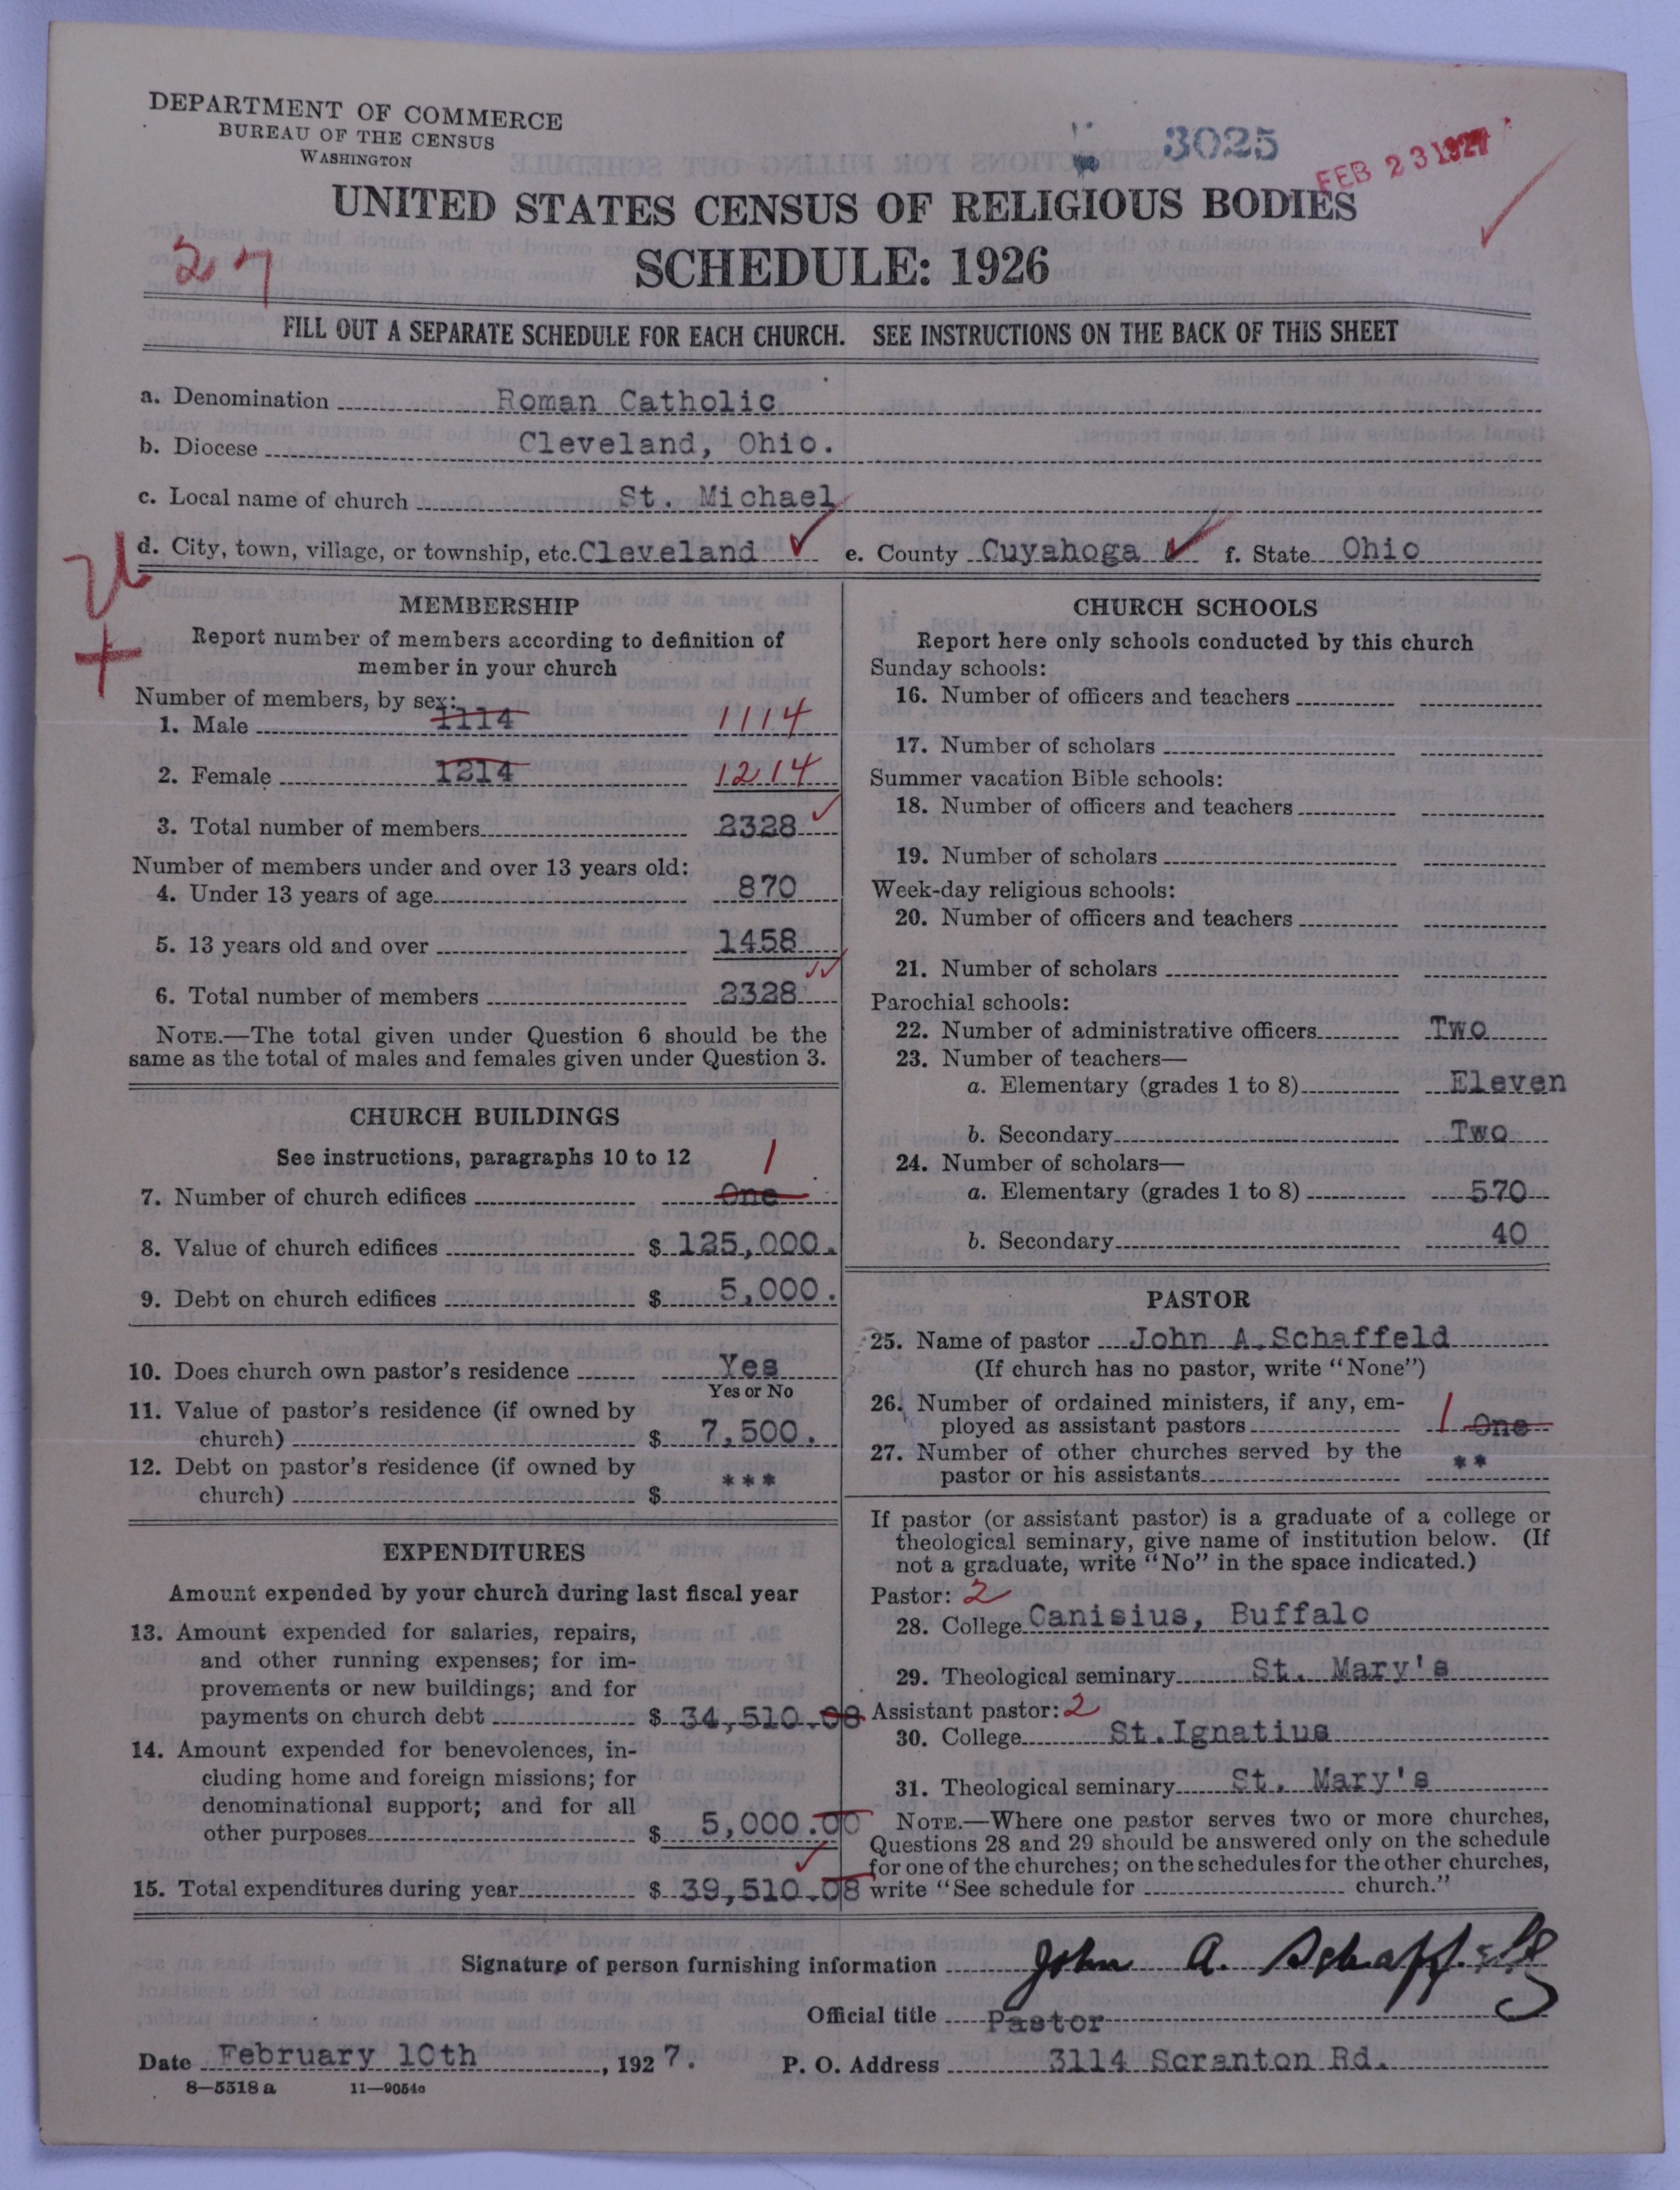 DEPARTMENT OF COMMERCE
BUREAU OF THE CENSUS
WASHINGTON
3025
FEB 23 1927
UNITED STATES CENSUS OF RELIGIOUS BODIES
27
SCHEDULE: 1926
FILL OUT A SEPARATE SCHEDULE FOR EACH CHURCH. SEE INSTRUCTIONS ON THE BACK OF THIS SHEET
a. Denomination Roman Catholic
b. Diocese Cleveland, Ohio.
c. Local name of church St. Michael
d. City, town, village, or township, etc. Cleveland e. County Cuyahoga f. State Ohio
MEMBERSHIP
Report number of members according to definition of
member in your church
Number of members, by sex:
1. Male 1114 1114
2. Female 1214 1214
3. Total number of members 2328
Number of members under and over 13 years old:
4. Under 13 years of age 870
5. 13 years old and over 1458
6. Total number of members 2328
NOTE.—The total given under Question 6 should be the
same as the total of males and females given under Question 3.
CHURCH BUILDINGS
See instructions, paragraphs 10 to 12 1
7. Number of church edifices One
8. Value of church edifices $ 125,000.
9. Debt on church edifices $ 5,000.
10. Does church own pastor's residence Yes
Yes or No
11. Value of pastor's residence (if owned by
church) $ 7,500.
12. Debt on pastor's residence (if owned by
church) $ ***
EXPENDITURES
Amount expended by your church during last fiscal year
13. Amount expended for salaries, repairs,
and other running expenses; for im-
provements or new buildings; and for
payments on church debt $ 34,510.08
14. Amount expended for benevolences, in-
cluding home and foreign missions; for
denominational support; and for all
other purposes $ 5,000.00
15. Total expenditures during year $ 39,510.08
CHURCH SCHOOLS
Report here only schools conducted by this church
Sunday schools:
16. Number of officers and teachers
17. Number of scholars
Summer vacation Bible schools:
18. Number of officers and teachers
19. Number of scholars
Week-day religious schools:
20. Number of officers and teachers
21. Number of scholars
Parochial schools:
22. Number of administrative officers Two
23. Number of teachers—
a. Elementary (grades 1 to 8) Eleven
b. Secondary Two
24. Number of scholars—
a. Elementary (grades 1 to 8) 570
b. Secondary 40
PASTOR
25. Name of pastor John A.Schaffeld
(If church has no pastor, write "None")
26. Number of ordained ministers, if any, em-
ployed as assistant pastors 1 One
27. Number of other churches served by the
pastor or his assistants **
If pastor (or assistant pastor) is a graduate of a college or
theological seminary, give name of institution below. (If
not a graduate, write "No" in the space indicated.)
Pastor: 2
28. College Canisius, Buffalo
29. Theological seminary St. Mary's
Assistant pastor: 2
30. College St.Ignatius
31. Theological seminary St. Mary's
NOTE.—Where one pastor serves two or more churches,
Questions 28 and 29 should be answered only on the schedule
for one of the churches; on the schedules for the other churches,
write "See schedule for church."
Signature of person furnishing information John A. Schaffeld
Official title Pastor
Date February 10th, 1927. P. O. Address 3114 Scranton Rd.
8—5518 a 11—9054c